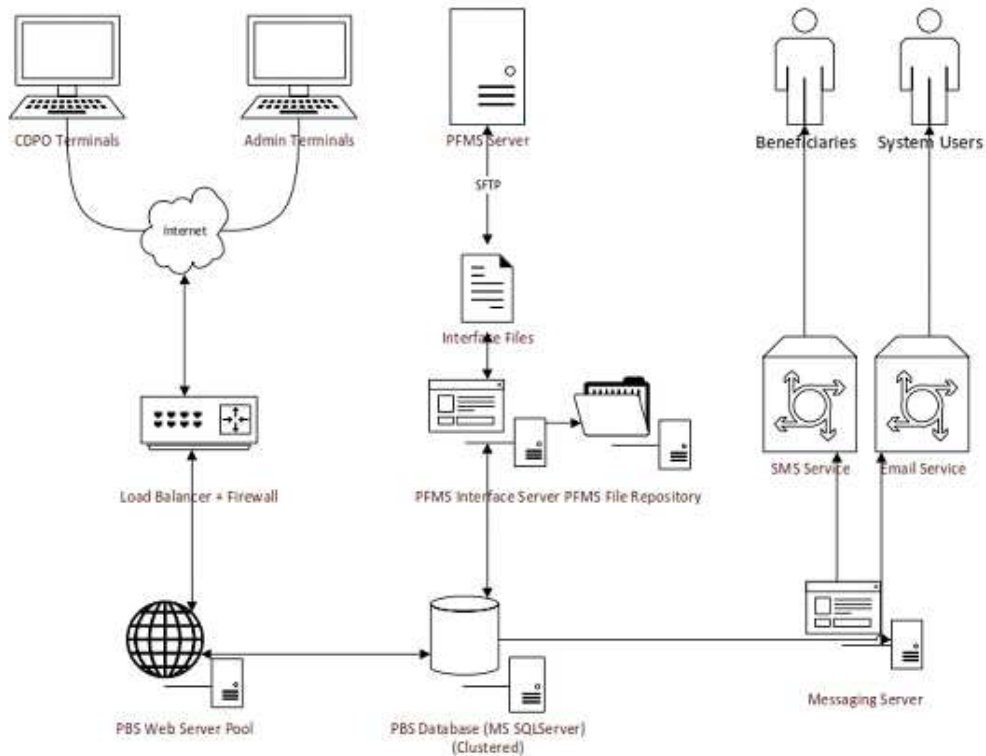 CDPO Terminals
Admin Terminals
PFMS Server
Beneficiaries
System Users
SFTP
Internet
Interface Files
SMS Service
Email Service
Load Balancer + Firewall
PFMS Interface Server
PFMS File Repository
Messaging Server
PBS Web Server Pool
PBS Database (MS SQLServer)
(Clustered)